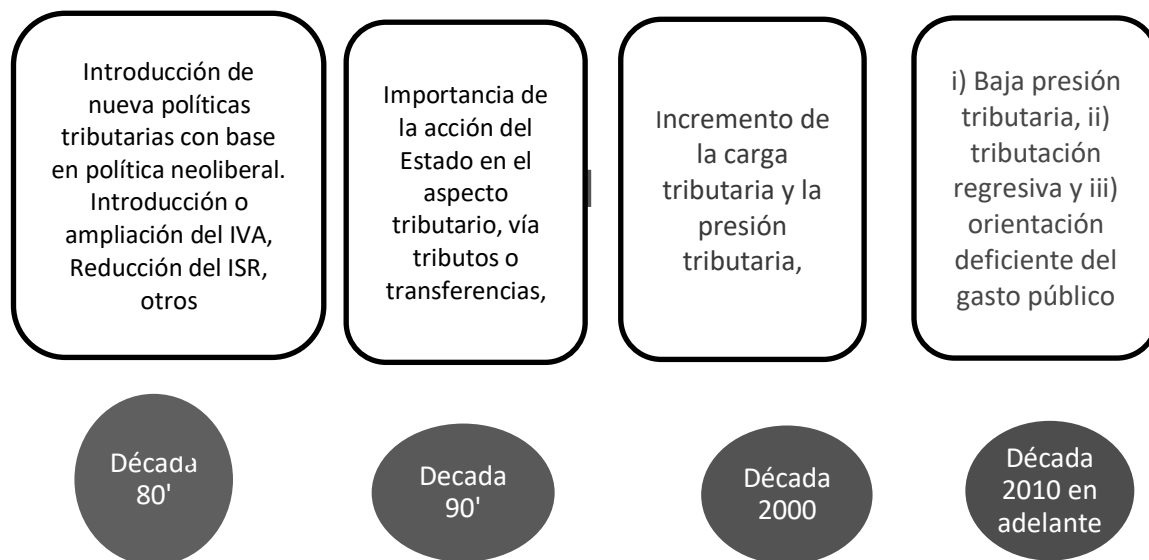 Introducción de
nueva políticas
tributarias con base
en política neoliberal.
Introducción o
ampliación del IVA,
Reducción del ISR,
otros
Importancia de
la acción del
Estado en el
aspecto
tributario, vía
tributos o
transferencias,
Incremento de
la carga
tributaria y la
presión
tributaria,
i) Baja presión
tributaria, ii)
tributación
regresiva y iii)
orientación
deficiente del
gasto público
Década
80'
Decada
90'
Década
2000
Década
2010 en
adelante